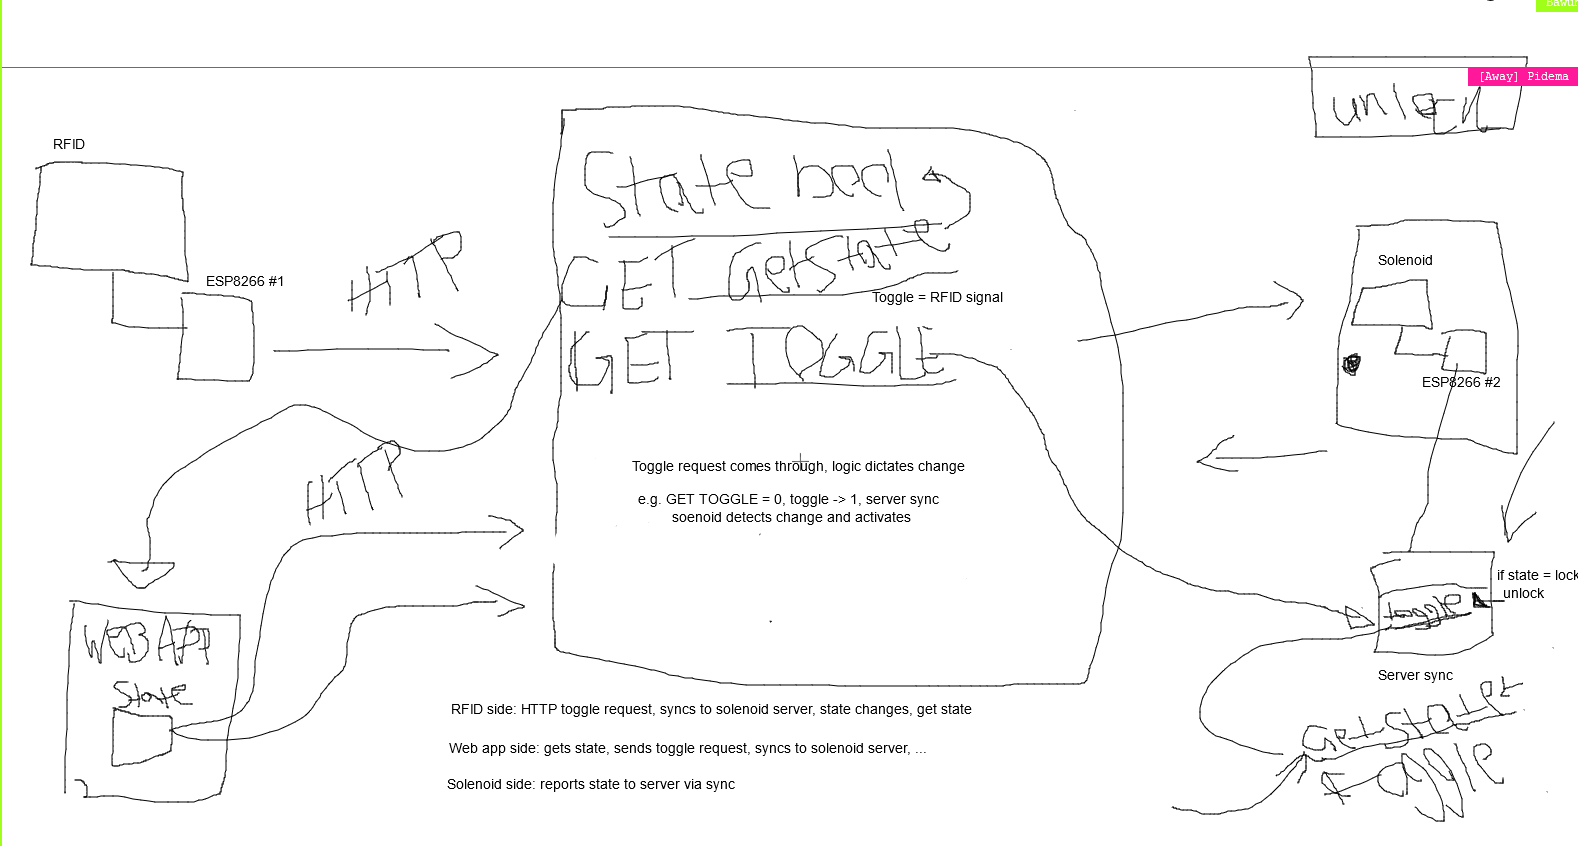 [Away] Pidema
RFID
State bool
HTTP
GET GetState
Solenoid
ESP8266 #1
Toggle = RFID signal
GET TOGGLE
ESP8266 #2
Toggle request comes through, logic dictates change
HTTP
e.g. GET TOGGLE = 0, toggle -> 1, server sync
soenoid detects change and activates
if state = lock
unlock
toggle
WEB APP
State
Server sync
RFID side: HTTP toggle request, syncs to solenoid server, state changes, get state
Web app side: gets state, sends toggle request, syncs to solenoid server, ...
Solenoid side: reports state to server via sync